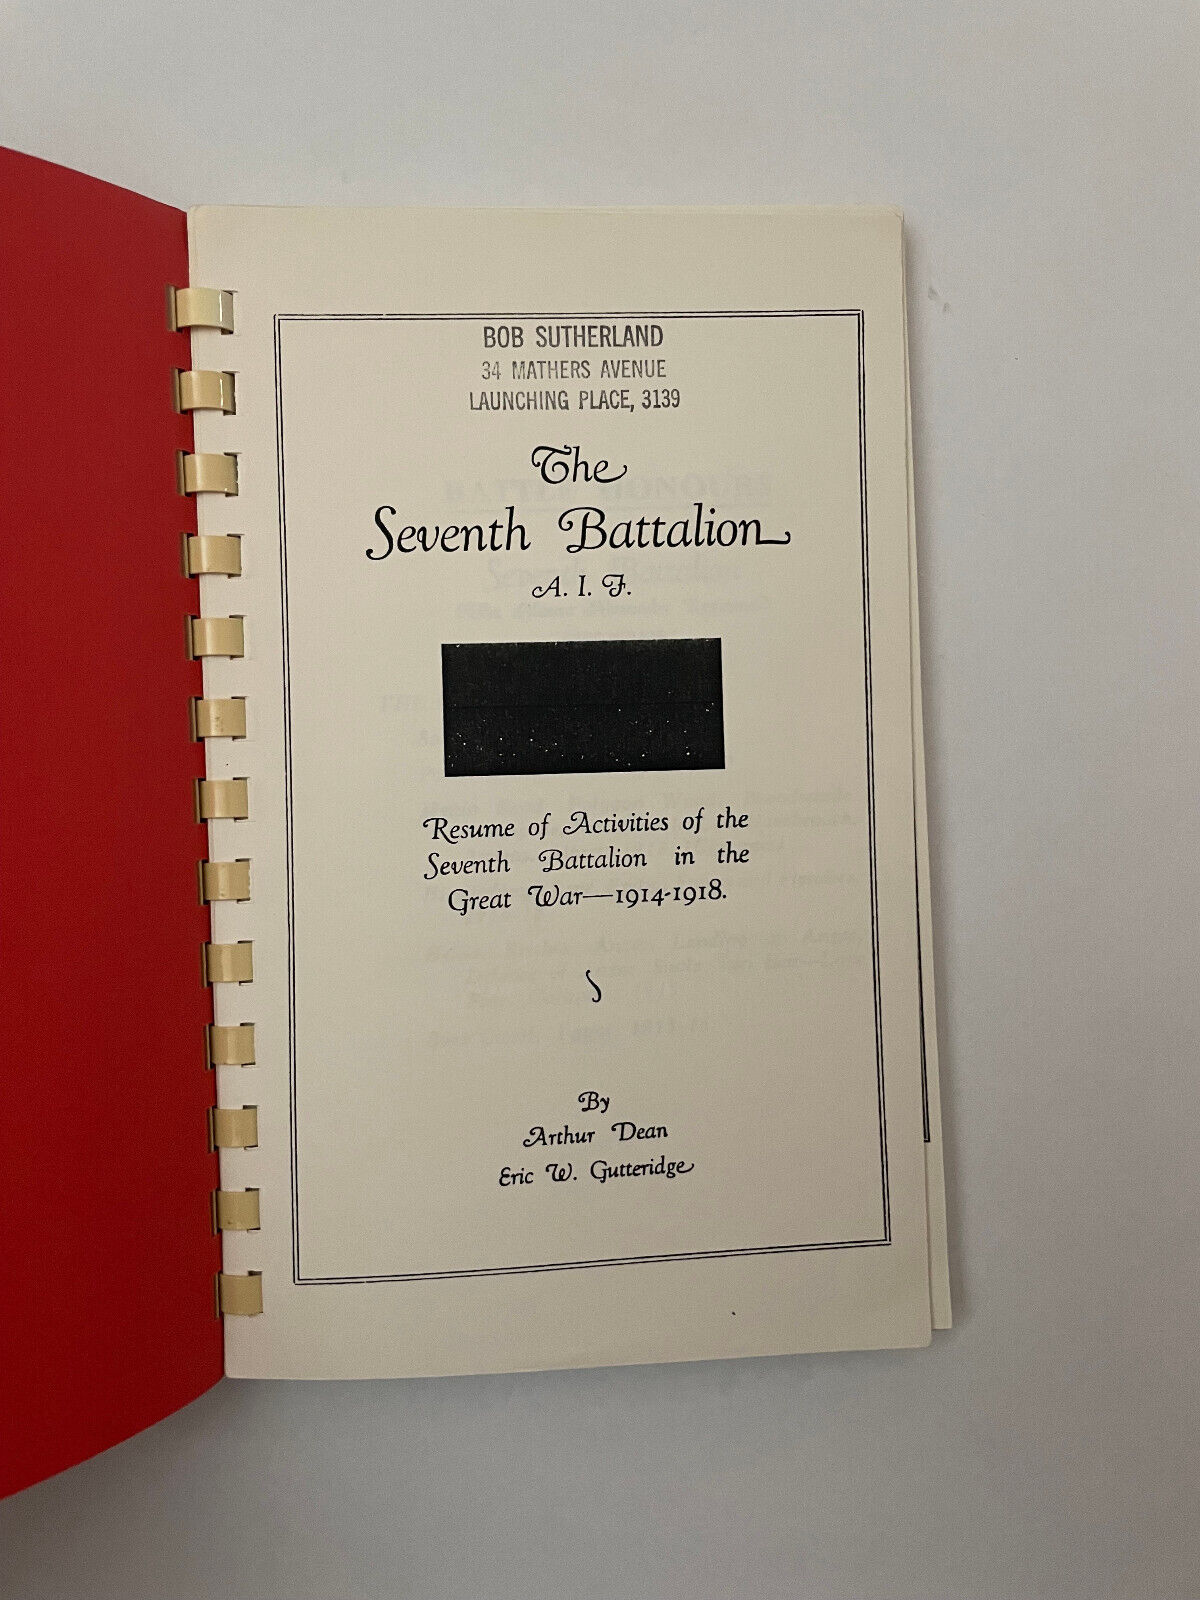 BOB SUTHERLAND
34 MATHERS AVENUE
LAUNCHING PLACE, 3139
The
Seventh Battalion
A. I. F.
Resume of Activities of the
Seventh Battalion in the
Great War—1914-1918.
By
Arthur Dean
Eric W. Gutteridge